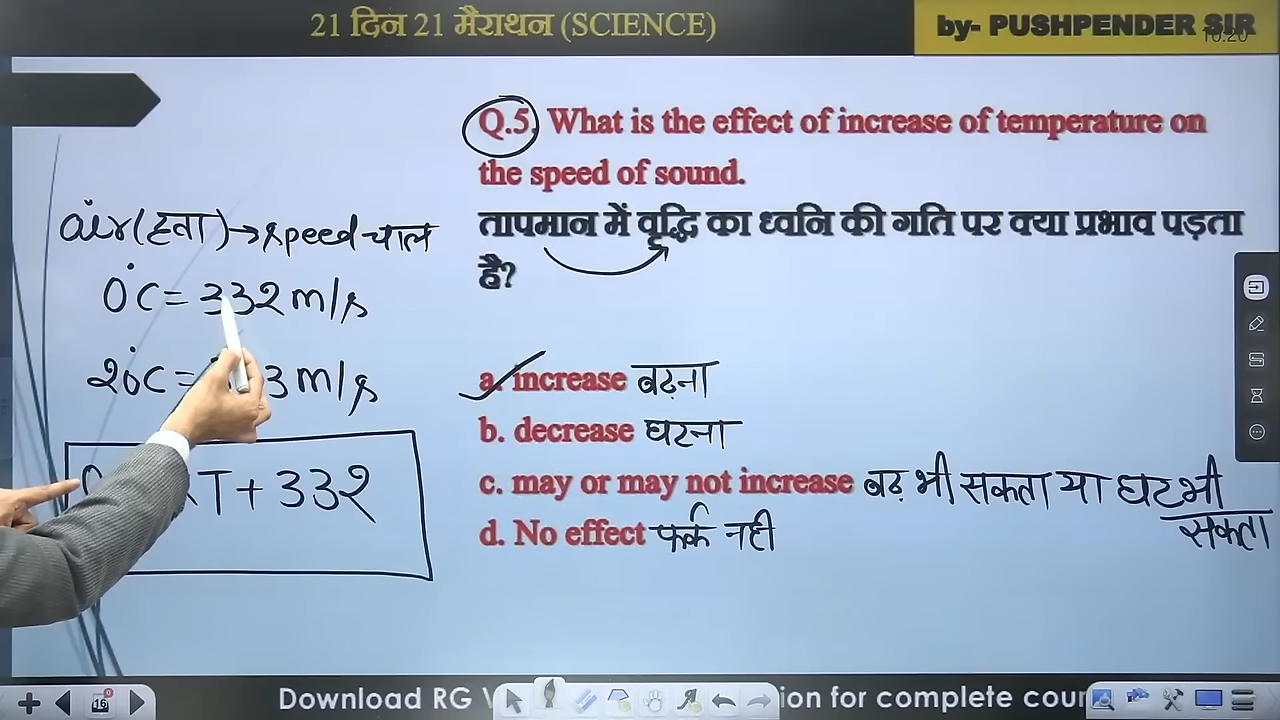 21 दिन 21 मैराथन (SCIENCE)
by- PUSHPENDER SIR
10:20
Q.5. What is the effect of increase of temperature on
the speed of sound.
तापमान में वृद्धि का ध्वनि की गति पर क्या प्रभाव पड़ता
है?
air(हवा)→speed चाल
0°C = 332 m/s
20°C = 3 m/s
T + 332
a. increase बढ़ना
b. decrease घटना
c. may or may not increase बढ़ भी सकता या घट भी
सकता
d. No effect फर्क नही
16
Download RG ion for complete cour